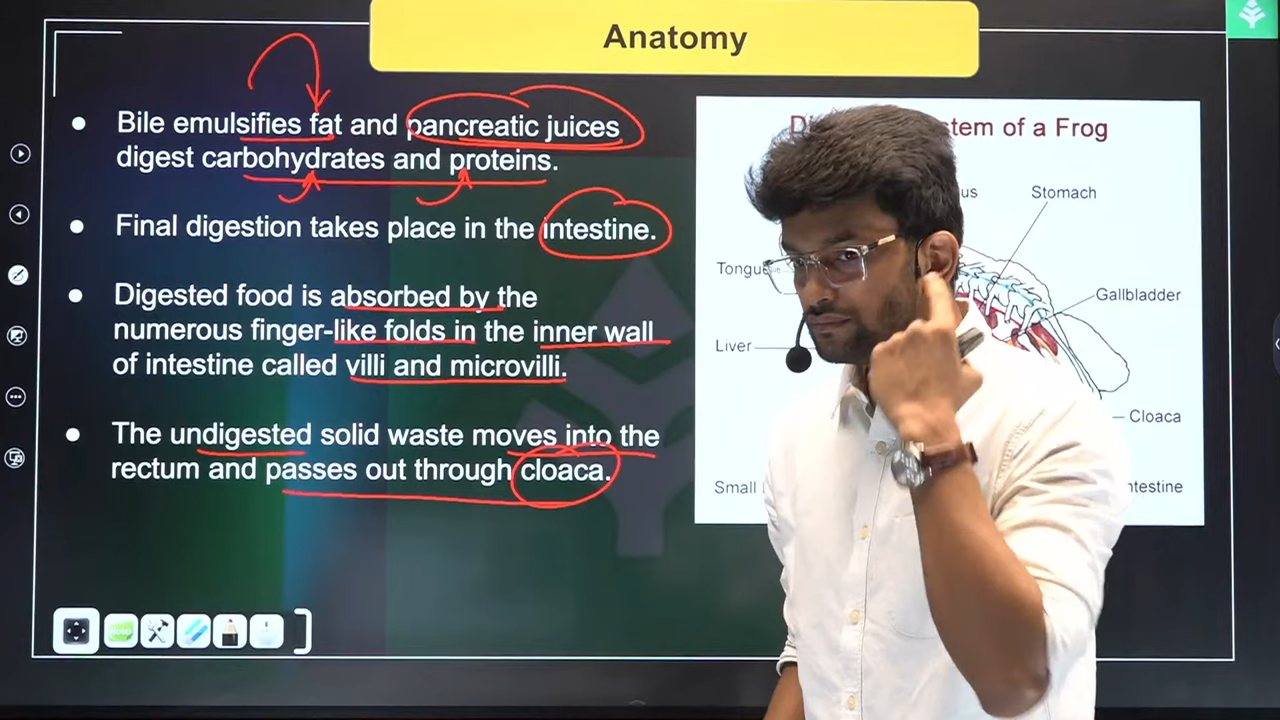 Anatomy
Bile emulsifies fat and pancreatic juices
digest carbohydrates and proteins.
Final digestion takes place in the intestine.
Digested food is absorbed by the
numerous finger-like folds in the inner wall
of intestine called villi and microvilli.
The undigested solid waste moves into the
rectum and passes out through cloaca.
of a Frog
Stomach
Gallbladder
Liver
Cloaca
Small